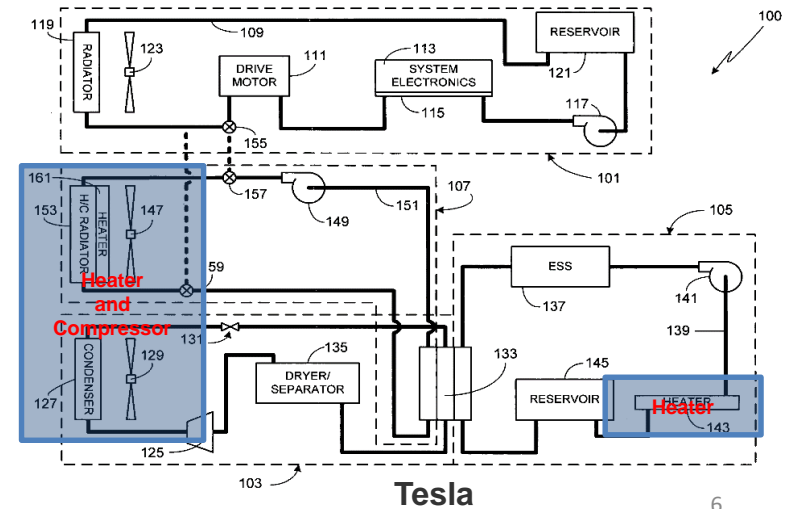 100
119
109
RESERVOIR
121
RADIATOR
123
DRIVE
MOTOR
111
113
SYSTEM
ELECTRONICS
115
117
155
101
161
153
H/C RADIATOR
HEATER
147
157
149
151
107
105
Heater
and
Compressor
59
ESS
137
141
139
131
CONDENSER
127
129
135
DRYER/
SEPARATOR
125
133
145
RESERVOIR
HEATER
Heater
143
103
Tesla
6